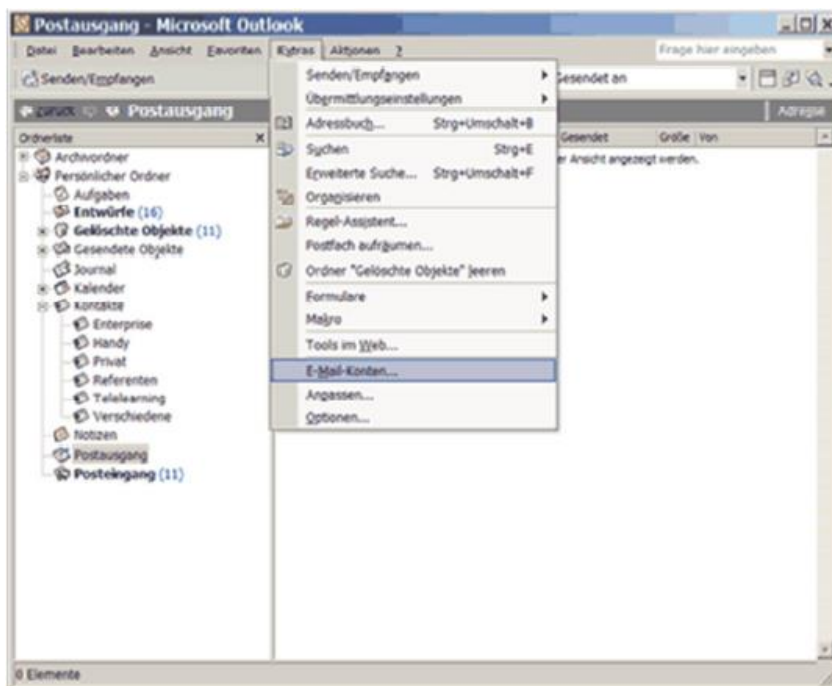 Postausgang - Microsoft Outlook
Datei Bearbeiten Ansicht Favoriten Extras Aktionen ?
Frage hier eingeben
Senden/Empfangen
Gesendet an
zurück
Postausgang
Adresse
Ordnerliste X
Archivordner
Persönlicher Ordner
Aufgaben
Entwürfe (16)
Gelöschte Objekte (11)
Gesendete Objekte
Journal
Kalender
Kontakte
Enterprise
Handy
Privat
Referenten
Telelearning
Verschiedene
Notizen
Postausgang
Posteingang (11)
Senden/Empfangen
Übermittlungseinstellungen
Adressbuch... Strg+Umschalt+B
Suchen Strg+E
Erweiterte Suche... Strg+Umschalt+F
Organisieren
Regel-Assistent...
Postfach aufräumen...
Ordner "Gelöschte Objekte" leeren
Formulare
Makro
Tools im Web...
E-Mail-Konten...
Anpassen...
Optionen...
Gesendet Größe Von
er Ansicht angezeigt werden.
0 Elemente